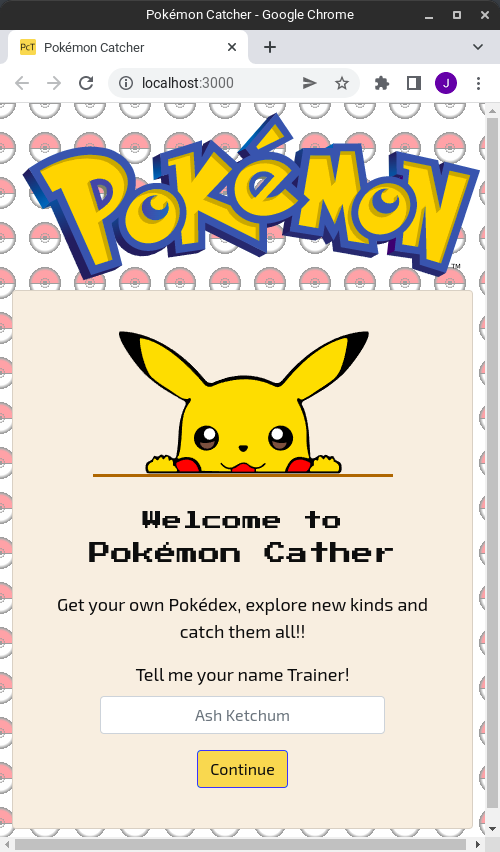 Pokémon Catcher - Google Chrome
PcT Pokémon Catcher
localhost:3000
J
POKéMON
TM
Welcome to
Pokémon Cather
Get your own Pokédex, explore new kinds and
catch them all!!
Tell me your name Trainer!
Ash Ketchum
Continue